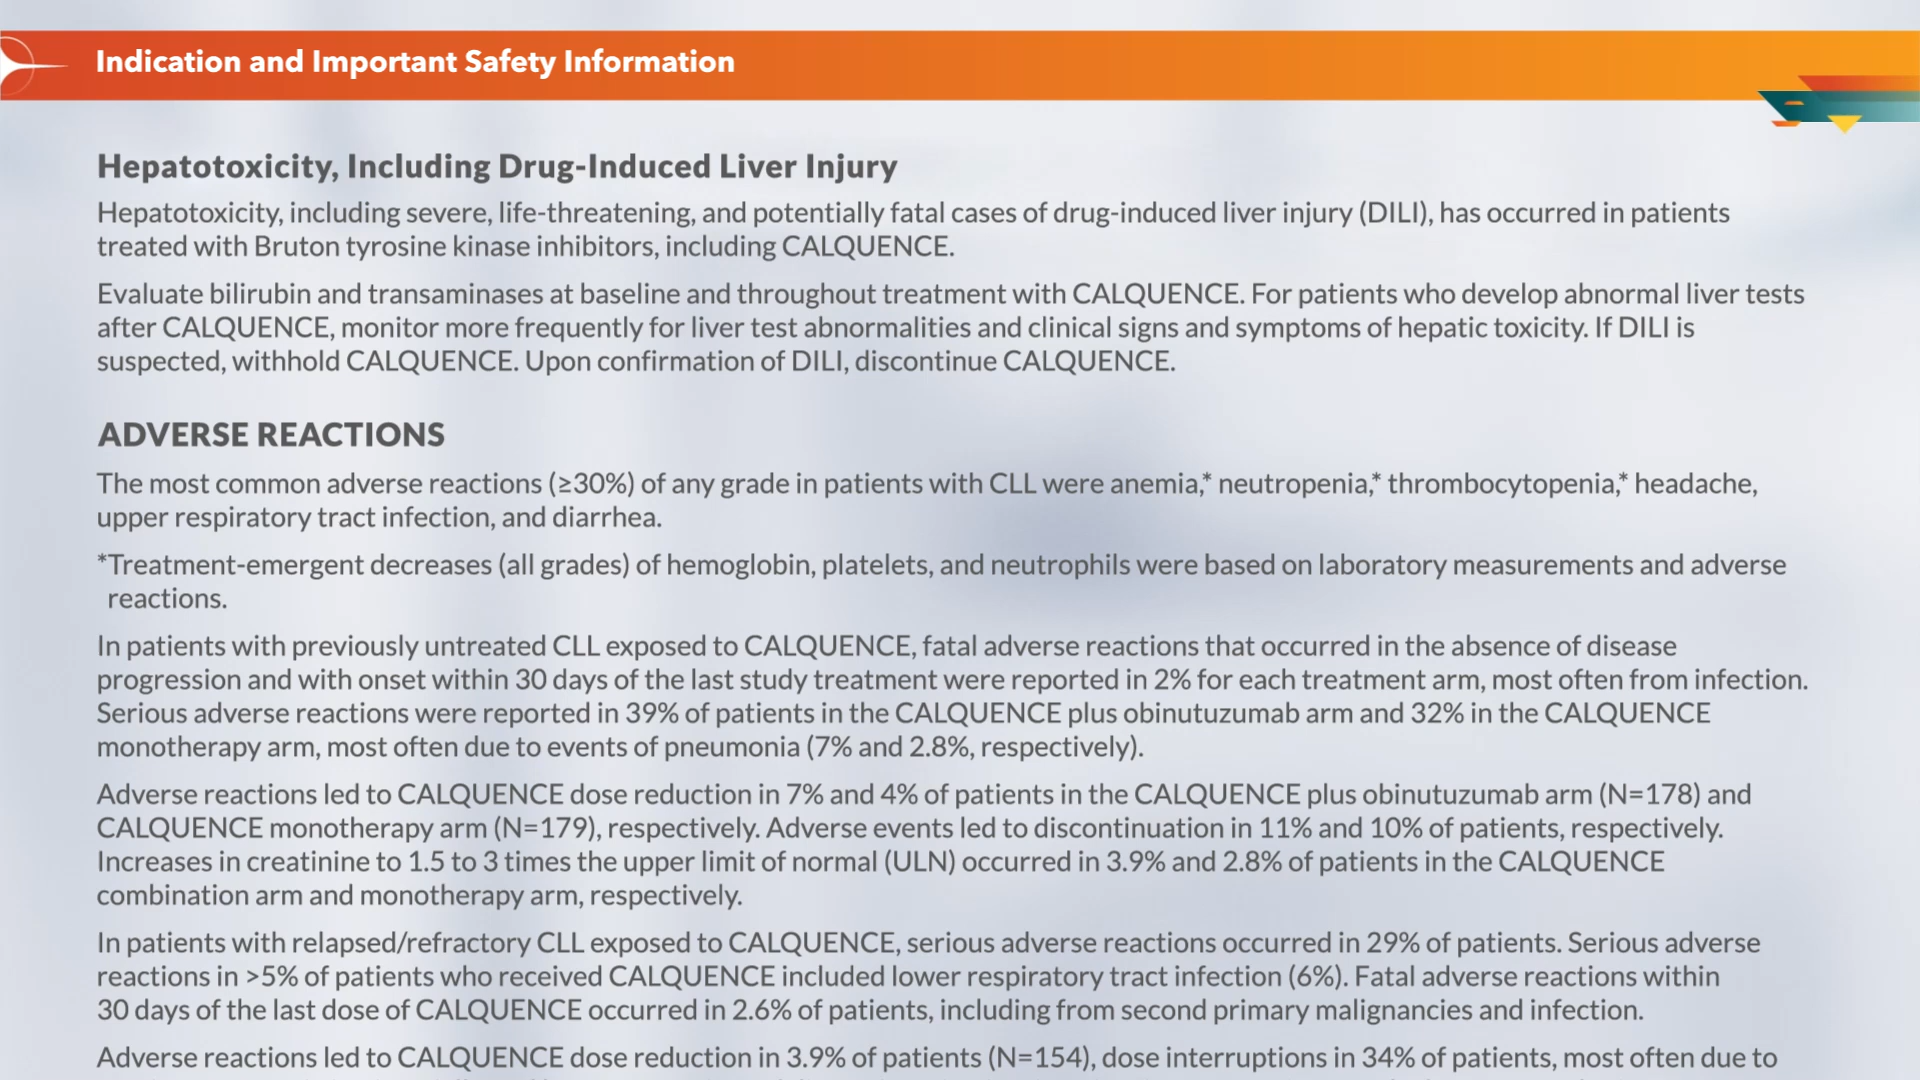 Indication and Important Safety Information
Hepatotoxicity, Including Drug-Induced Liver Injury
Hepatotoxicity, including severe, life-threatening, and potentially fatal cases of drug-induced liver injury (DILI), has occurred in patients
treated with Bruton tyrosine kinase inhibitors, including CALQUENCE.
Evaluate bilirubin and transaminases at baseline and throughout treatment with CALQUENCE. For patients who develop abnormal liver tests
after CALQUENCE, monitor more frequently for liver test abnormalities and clinical signs and symptoms of hepatic toxicity. If DILI is
suspected, withhold CALQUENCE. Upon confirmation of DILI, discontinue CALQUENCE.
ADVERSE REACTIONS
The most common adverse reactions (≥30%) of any grade in patients with CLL were anemia,* neutropenia,* thrombocytopenia,* headache,
upper respiratory tract infection, and diarrhea.
*Treatment-emergent decreases (all grades) of hemoglobin, platelets, and neutrophils were based on laboratory measurements and adverse
reactions.
In patients with previously untreated CLL exposed to CALQUENCE, fatal adverse reactions that occurred in the absence of disease
progression and with onset within 30 days of the last study treatment were reported in 2% for each treatment arm, most often from infection.
Serious adverse reactions were reported in 39% of patients in the CALQUENCE plus obinutuzumab arm and 32% in the CALQUENCE
monotherapy arm, most often due to events of pneumonia (7% and 2.8%, respectively).
Adverse reactions led to CALQUENCE dose reduction in 7% and 4% of patients in the CALQUENCE plus obinutuzumab arm (N=178) and
CALQUENCE monotherapy arm (N=179), respectively. Adverse events led to discontinuation in 11% and 10% of patients, respectively.
Increases in creatinine to 1.5 to 3 times the upper limit of normal (ULN) occurred in 3.9% and 2.8% of patients in the CALQUENCE
combination arm and monotherapy arm, respectively.
In patients with relapsed/refractory CLL exposed to CALQUENCE, serious adverse reactions occurred in 29% of patients. Serious adverse
reactions in >5% of patients who received CALQUENCE included lower respiratory tract infection (6%). Fatal adverse reactions within
30 days of the last dose of CALQUENCE occurred in 2.6% of patients, including from second primary malignancies and infection.
Adverse reactions led to CALQUENCE dose reduction in 3.9% of patients (N=154), dose interruptions in 34% of patients, most often due to